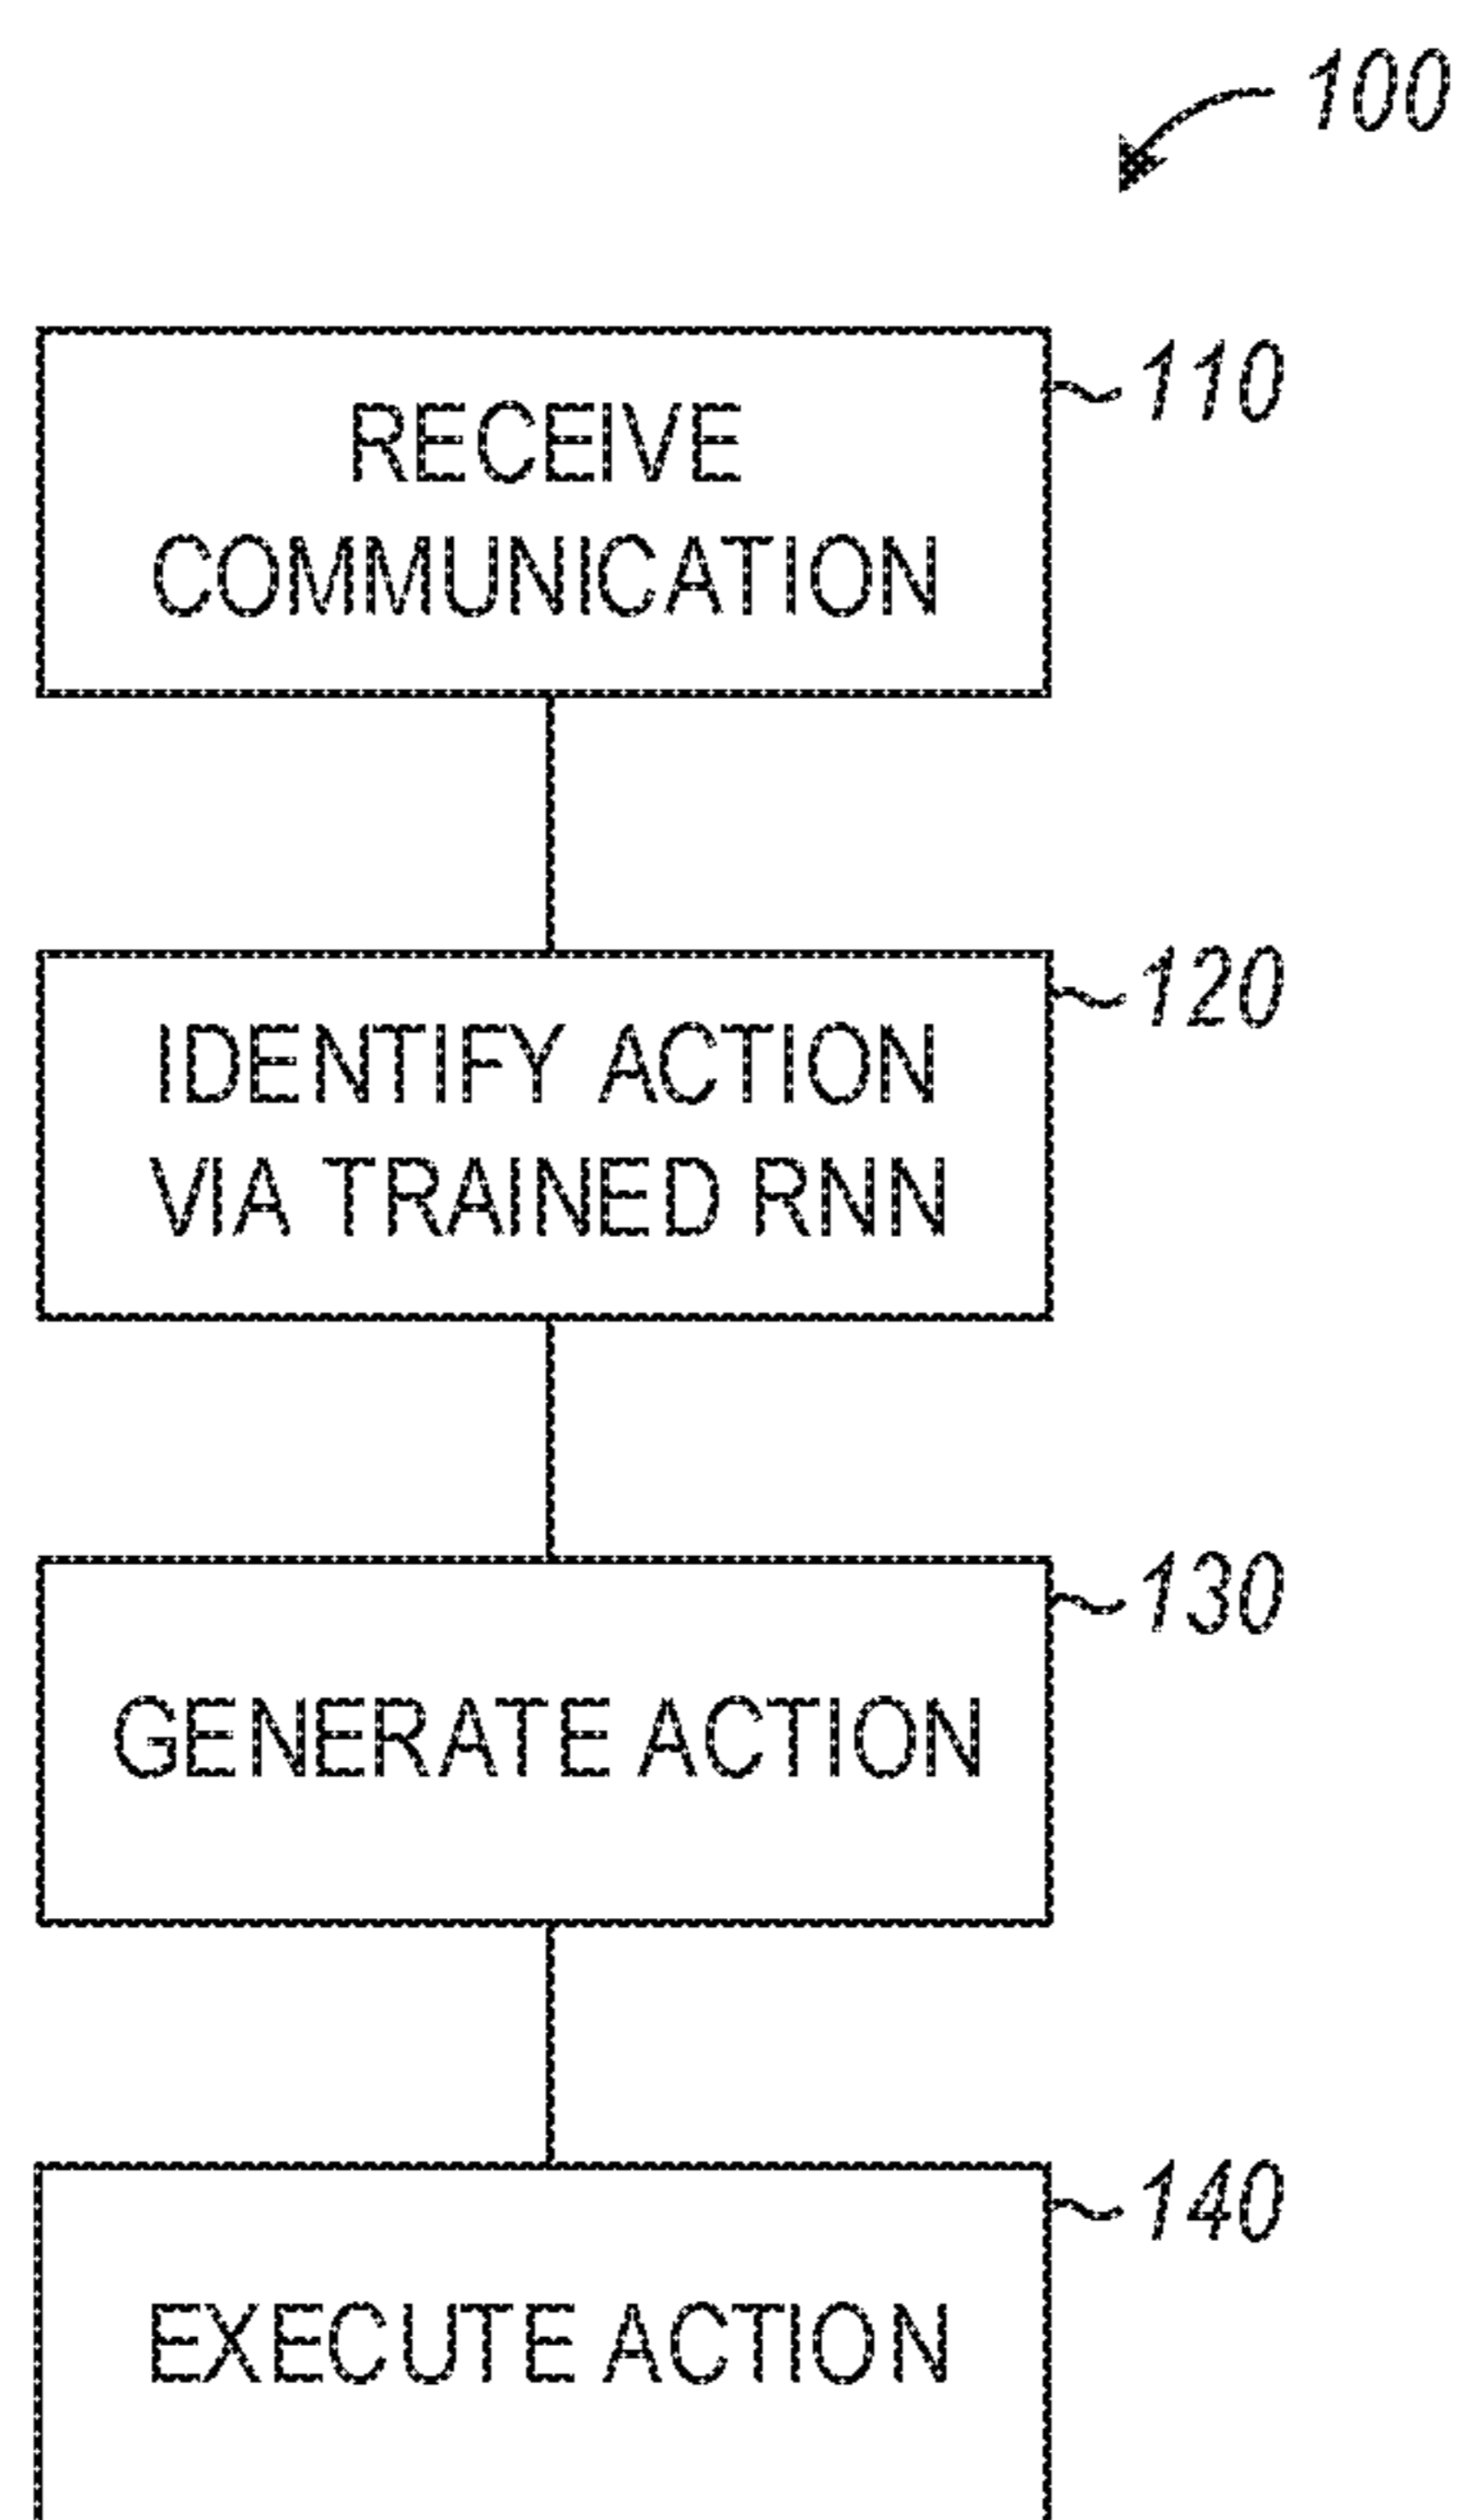 100
RECEIVE
COMMUNICATION
110
IDENTIFY ACTION
VIA TRAINED RNN
120
GENERATE ACTION
130
EXECUTE ACTION
140